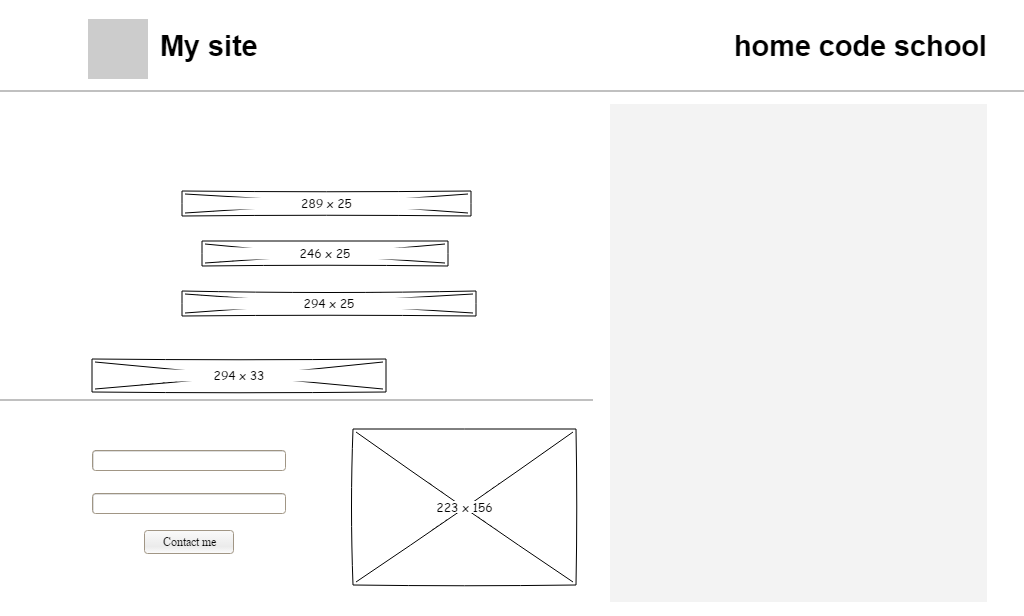 My site
home code school
289 x 25
246 x 25
294 x 25
294 x 33
223 x 156
Contact me